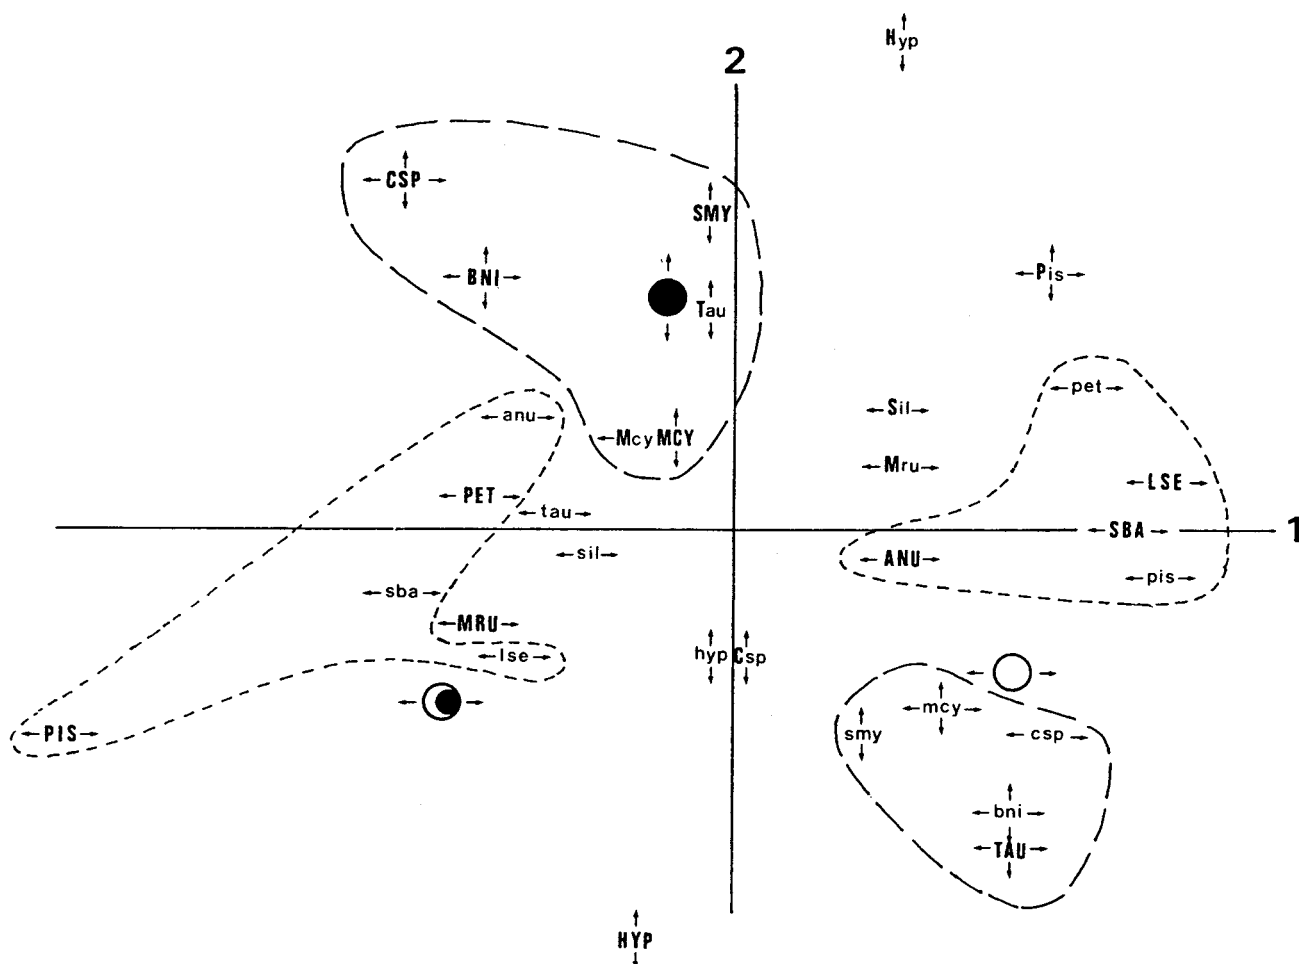 Hyp
2
CSP
SMY
BNI
Pis
Tau
pet
Sil
anu
Mcy MCY
Mru
LSE
PET
tau
SBA
1
sil
ANU
pis
sba
MRU
lse
hyp Csp
mcy
PIS
smy
csp
bni
TAU
HYP